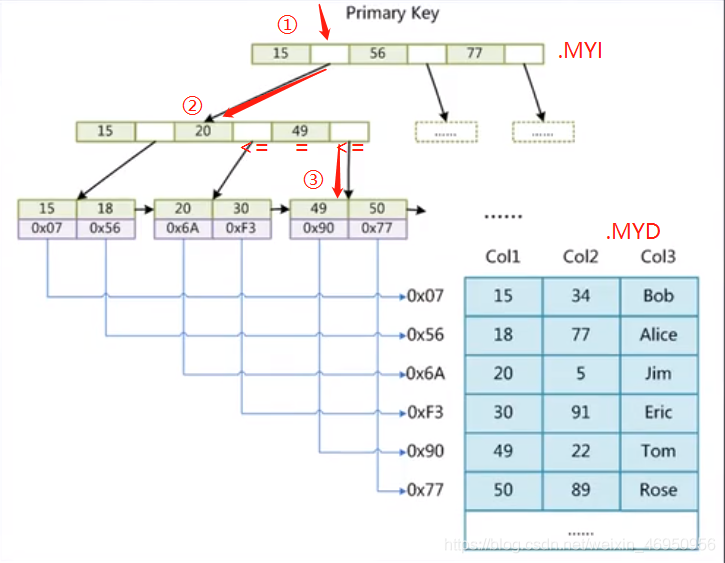 Primary Key
①
15 56 77
.MYI
②
15 20 49
...... ......
<= = <=
③
15 18 20 30 49 50
0x07 0x56 0x6A 0xF3 0x90 0x77
......
.MYD
Col1 Col2 Col3
0x07 15 34 Bob
0x56 18 77 Alice
0x6A 20 5 Jim
0xF3 30 91 Eric
0x90 49 22 Tom
0x77 50 89 Rose
......
https://blog.csdn.net/weixin_46950956